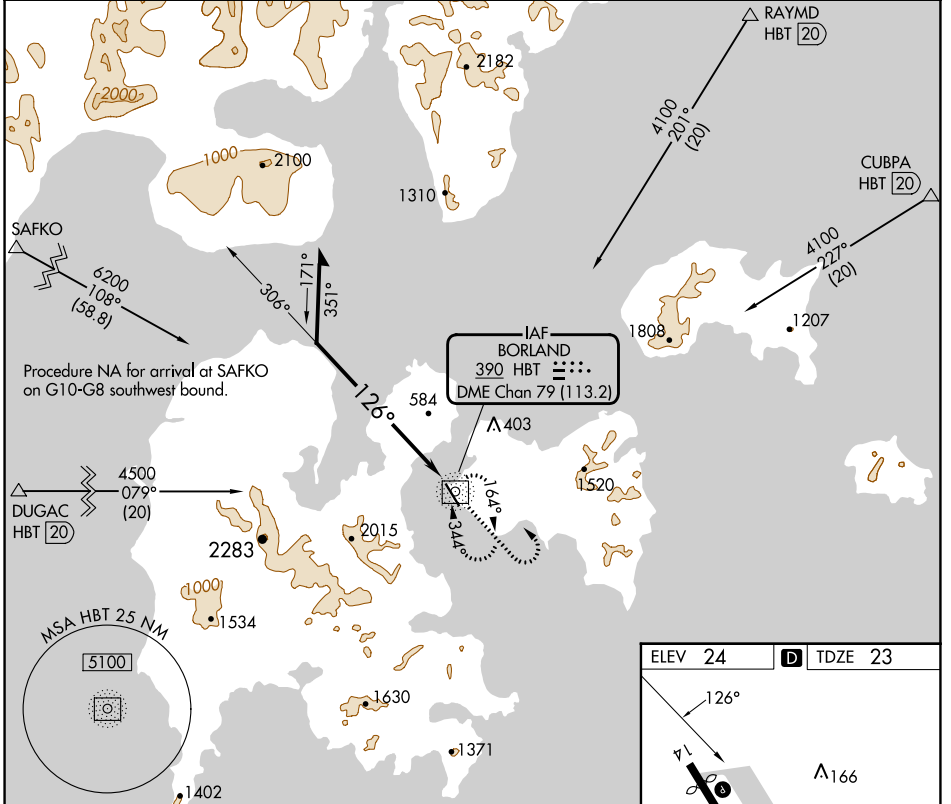 RAYMD
HBT 20
2182
2000
4100
201°
(20)
1000
2100
CUBPA
HBT 20
1310
SAFKO
4100
227°
(20)
6200
108°
(58.8)
306°
171°
351°
1808
1207
IAF
BORLAND
390 HBT
DME Chan 79 (113.2)
Procedure NA for arrival at SAFKO
on G10-G8 southwest bound.
126°
584
403
4500
079°
(20)
1520
164°
DUGAC
HBT 20
2283
2015
344°
1000
1534
MSA HBT 25 NM
5100
ELEV 24
D
TDZE 23
126°
1630
14
1371
166
P
1402